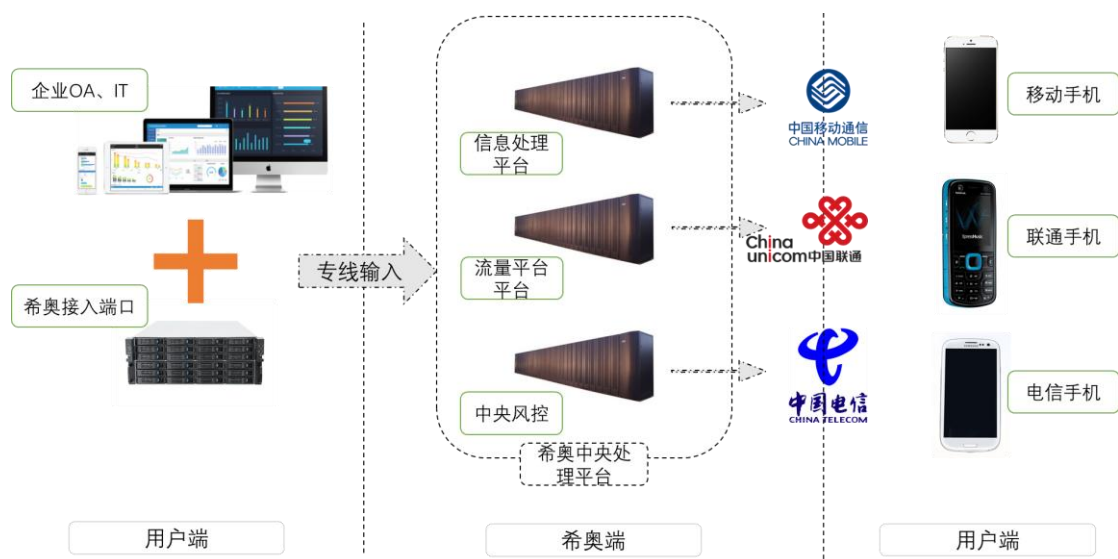 企业OA、IT
希奥接入端口
用户端
专线输入
信息处理
平台
流量平台
平台
中央风控
希奥中央处
理平台
希奥端
中国移动通信
CHINA MOBILE
China
unicom中国联通
中国电信
CHINA TELECOM
移动手机
联通手机
电信手机
用户端